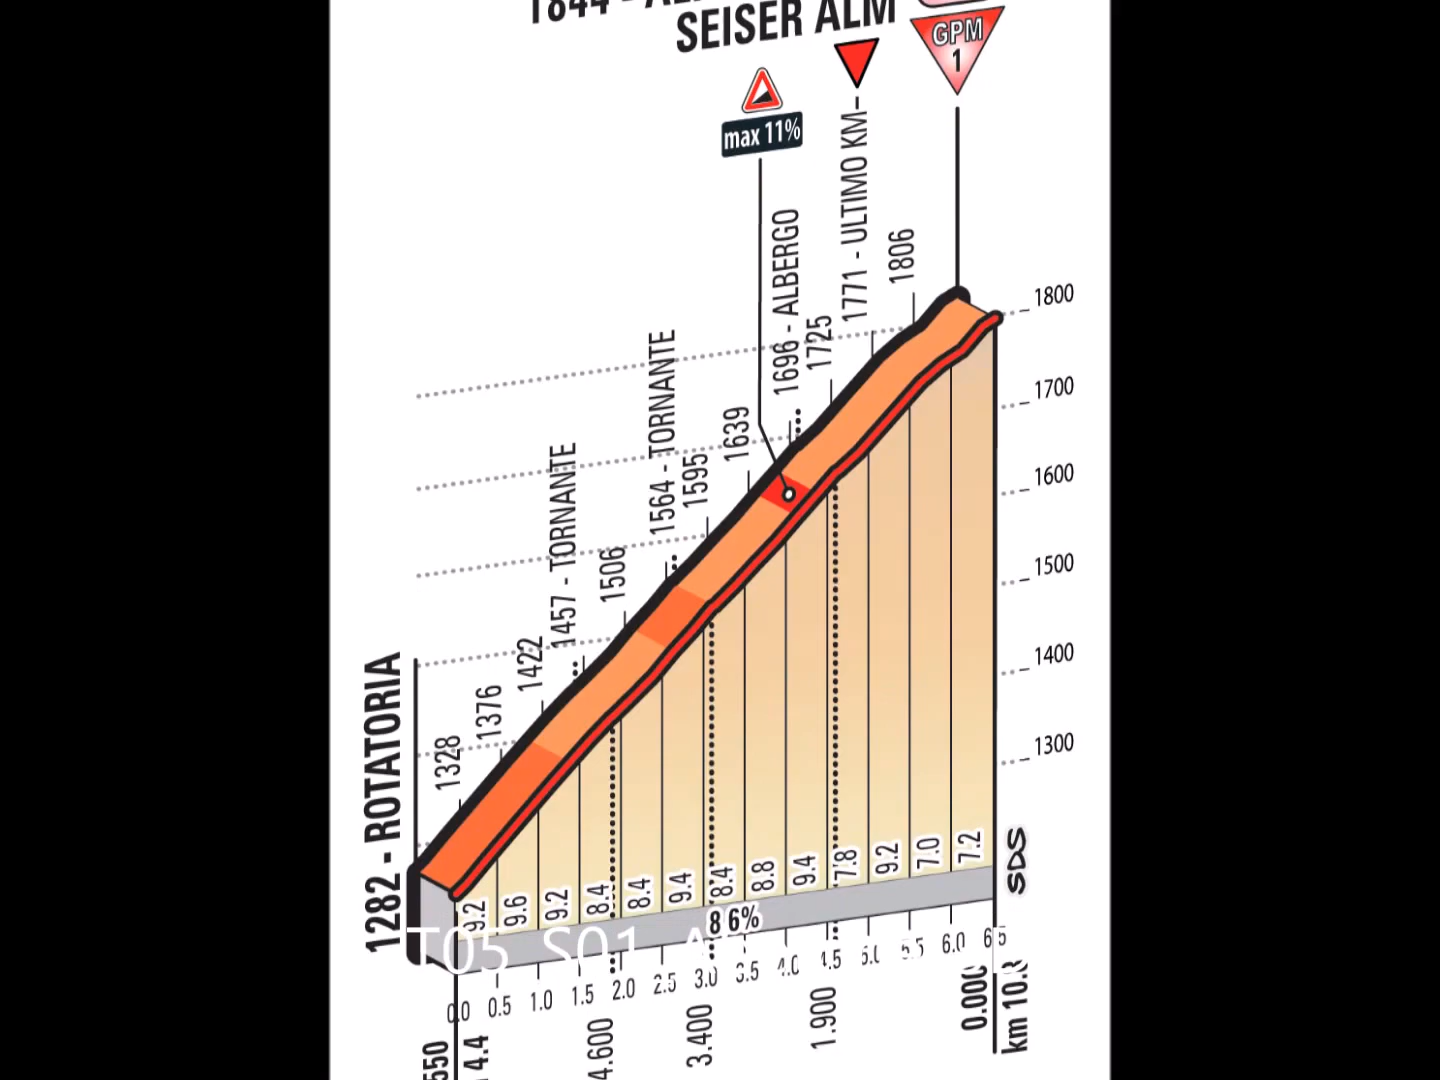 SEISER ALM
GPM
1
max 11%
1282 - ROTATORIA
1328
1376
1422
1457 - TORNANTE
1506
1564 - TORNANTE
1595
1639
1696 - ALBERGO
1725
1771 - ULTIMO KM
1806
1800
1700
1600
1500
1400
1300
9.2 9.6 9.2 8.4 8.4 9.4 8.4 8.8 9.4 7.8 9.2 7.0 7.2
SDS
8.6%
0.0 0.5 1.0 1.5 2.0 2.5 3.0 3.5 4.0 4.5 5.0 5.5 6.0 6.5
4.4
4.600
3.400
1.900
0.000
T05_S01